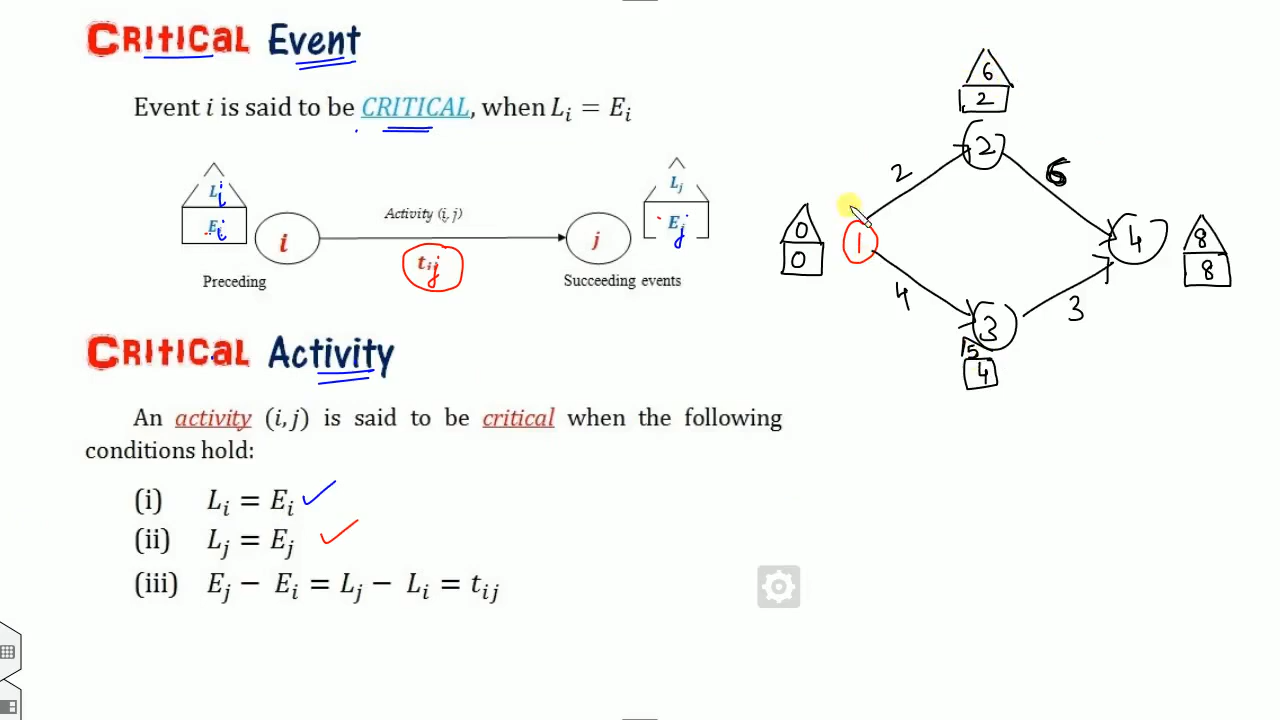 CRITICAL Event
Event i is said to be CRITICAL, when Lᵢ = Eᵢ
Lᵢ
Eᵢ
i
Preceding
Activity (i, j)
tᵢⱼ
j
Succeeding events
Lⱼ
Eⱼ
CRITICAL Activity
An activity (i, j) is said to be critical when the following
conditions hold:
(i) Lᵢ = Eᵢ
(ii) Lⱼ = Eⱼ
(iii) Eⱼ − Eᵢ = Lⱼ − Lᵢ = tᵢⱼ
6
2
2
2
6
0
0
1
4
8
8
4
3
3
5
4